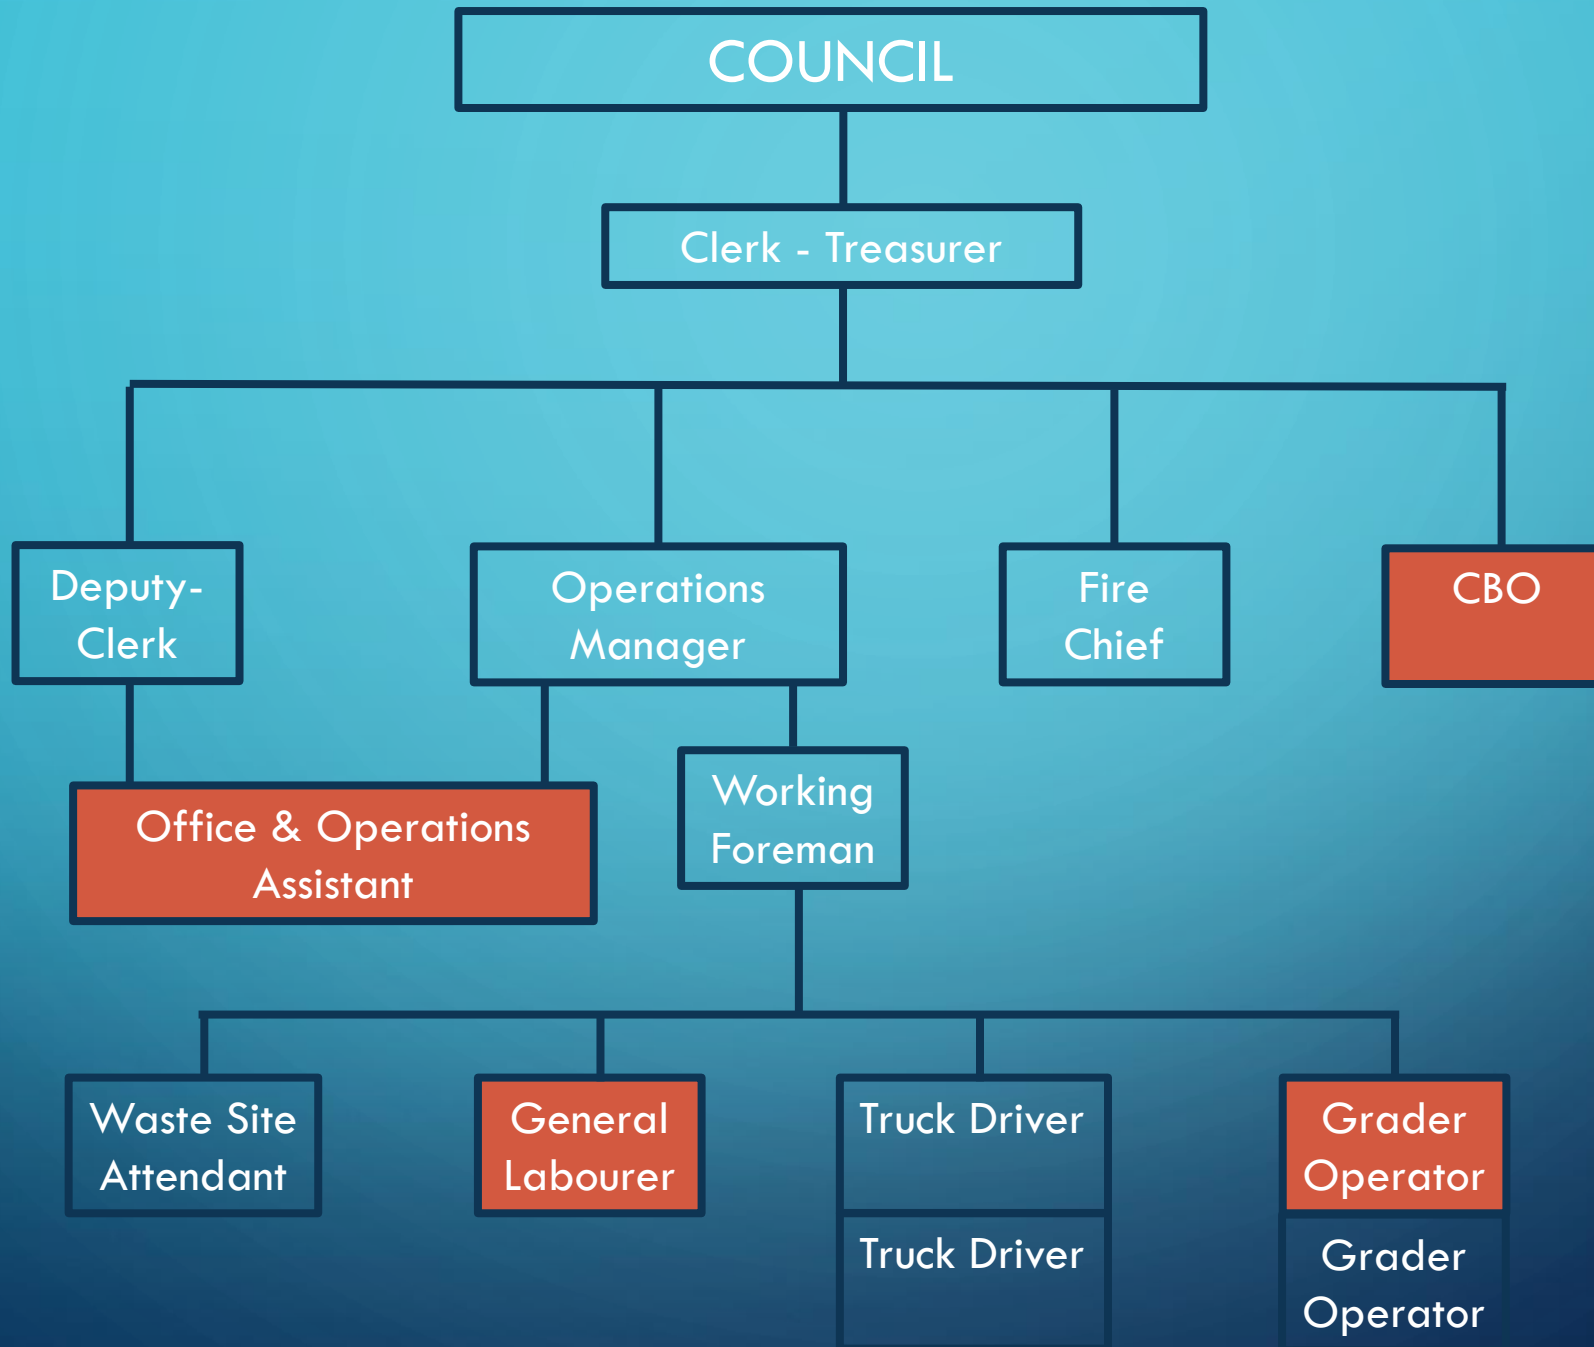 COUNCIL
Clerk - Treasurer
Deputy-
Clerk
Operations
Manager
Fire
Chief
CBO
Office & Operations
Assistant
Working
Foreman
Waste Site
Attendant
General
Labourer
Truck Driver
Grader
Operator
Truck Driver
Grader
Operator